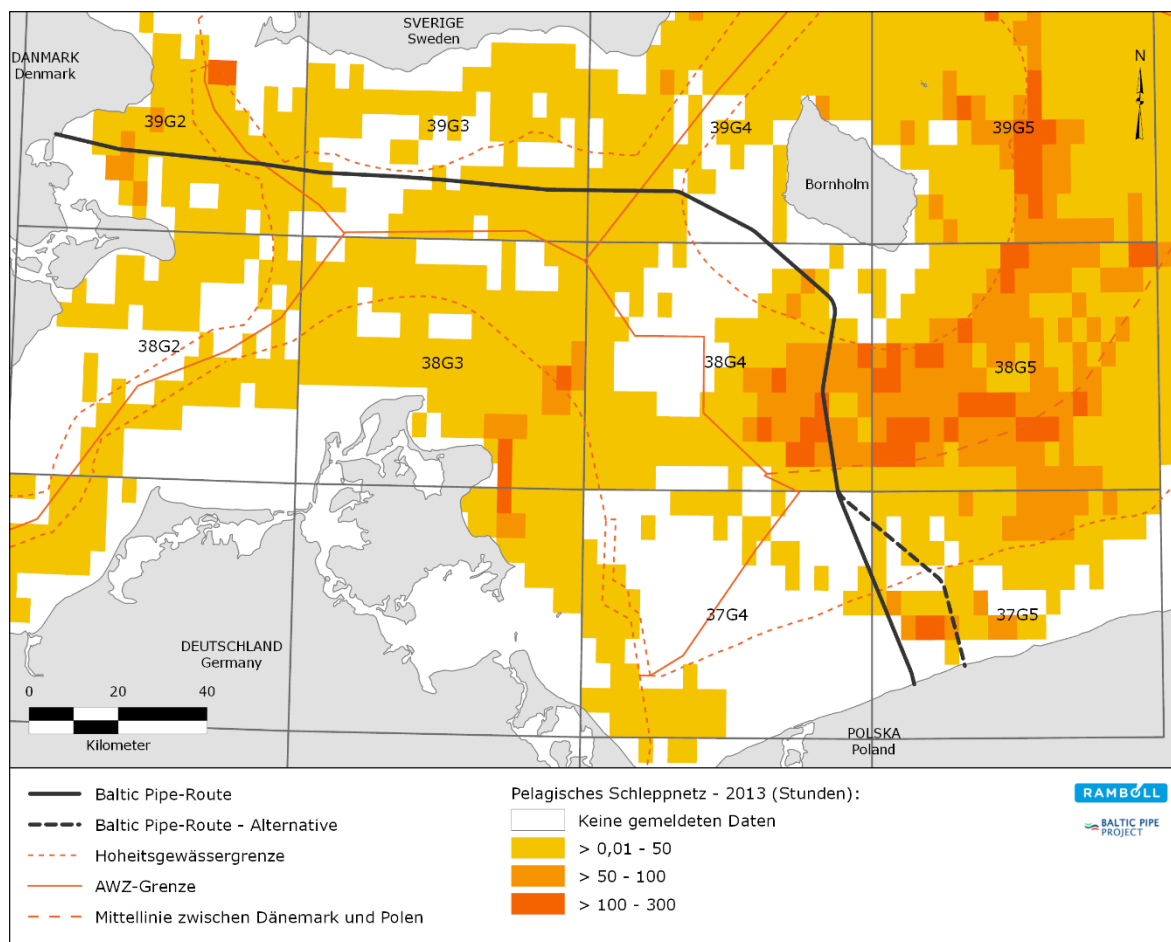 SVERIGE
Sweden
DANMARK
Denmark
N
39G2
39G3
39G4
39G5
Bornholm
38G2
38G3
38G4
38G5
37G4
37G5
DEUTSCHLAND
Germany
0 20 40
Kilometer
POLSKA
Poland
Baltic Pipe-Route
Baltic Pipe-Route - Alternative
Hoheitsgewässergrenze
AWZ-Grenze
Mittellinie zwischen Dänemark und Polen
Pelagisches Schleppnetz - 2013 (Stunden):
Keine gemeldeten Daten
> 0,01 - 50
> 50 - 100
> 100 - 300
RAMBOLL
BALTIC PIPE
PROJECT